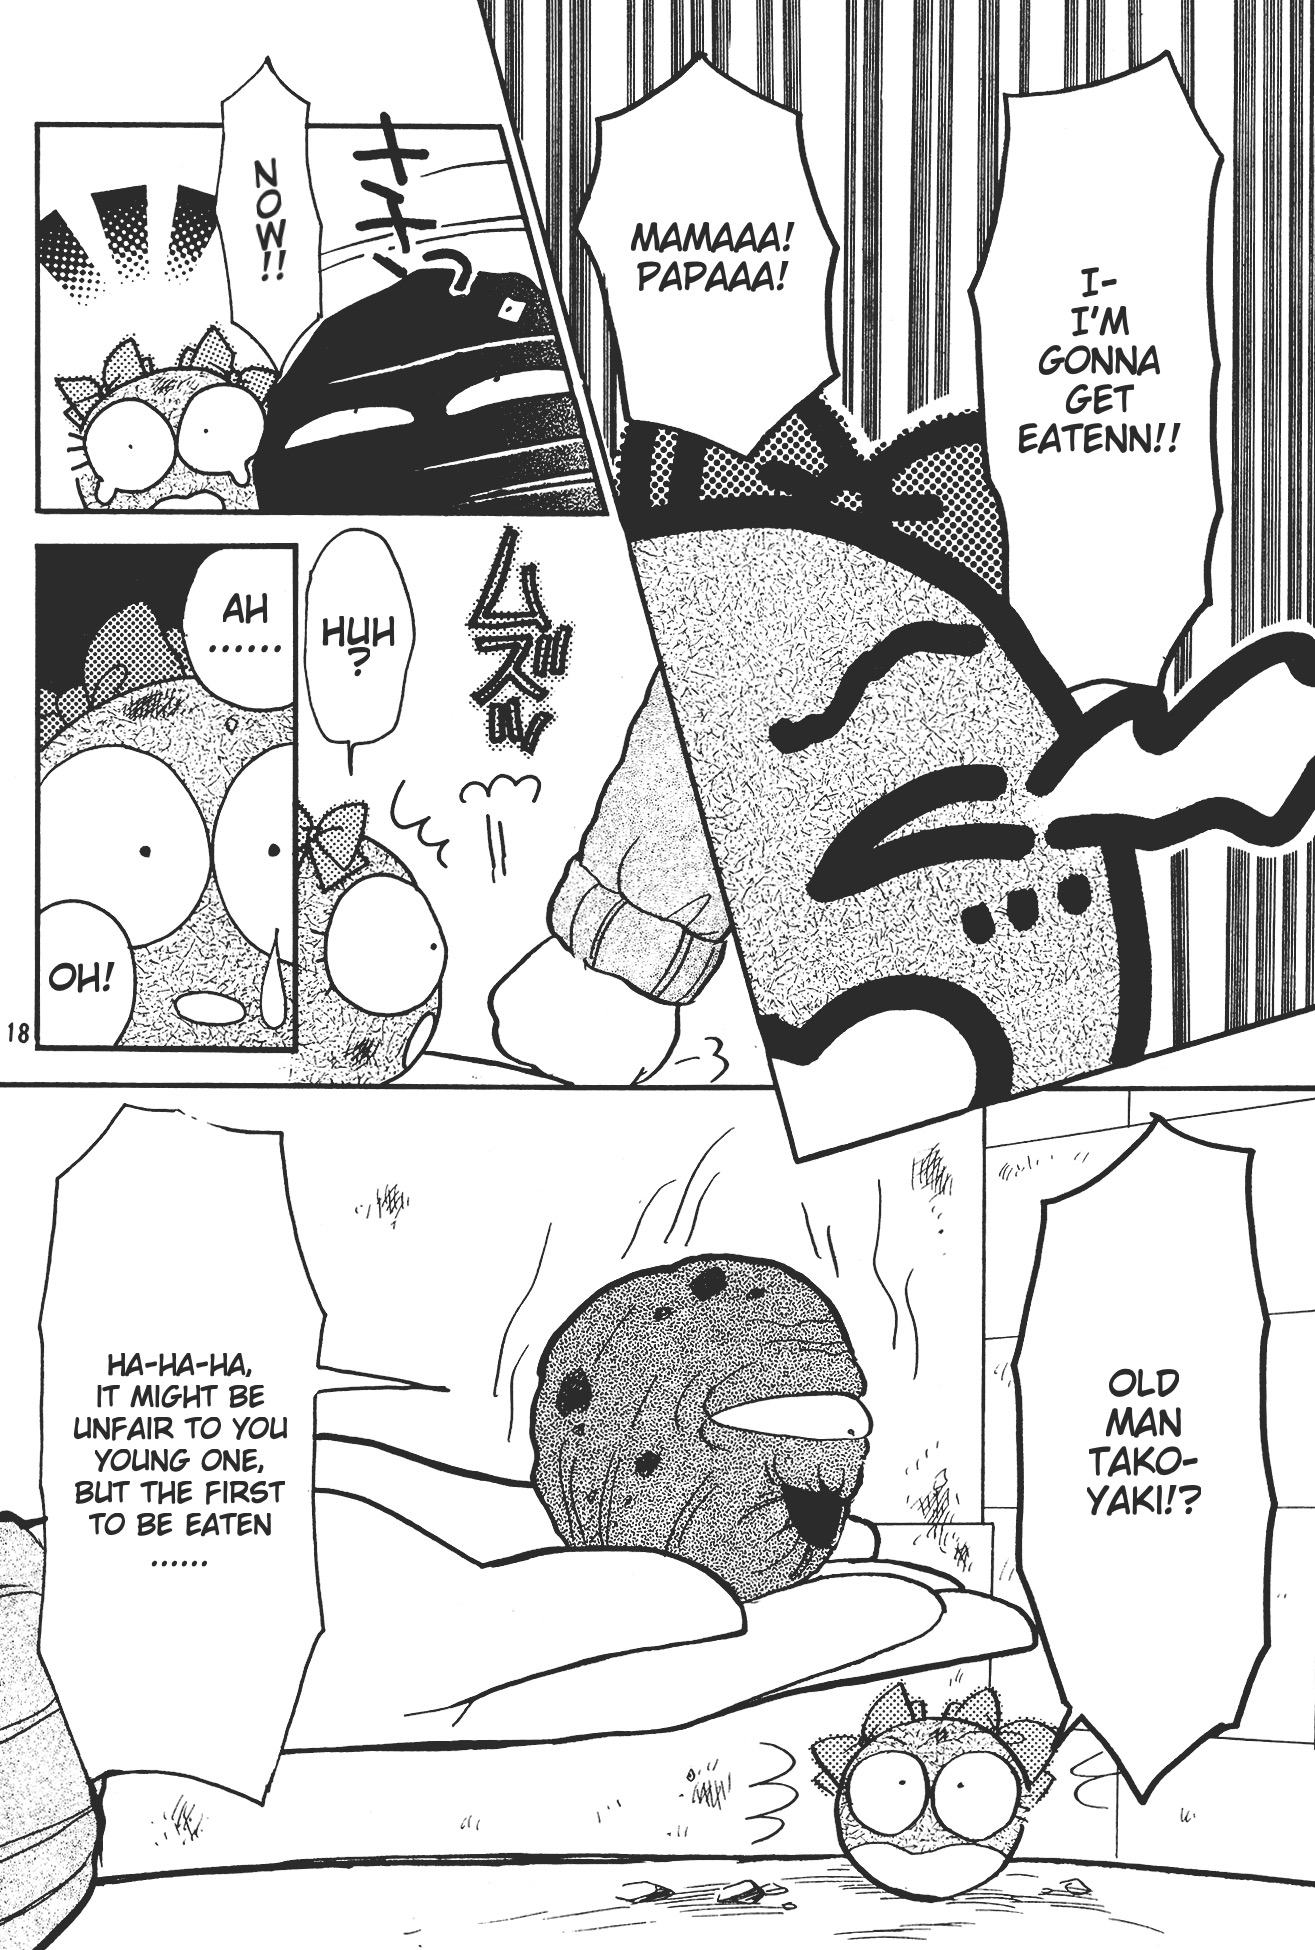 I-
I'M
GONNA
GET
EATENN!!
MAMAAA!
PAPAAA!
NOW!!
キキッ
ムズッ
HUH
?
AH
......
OH!
18
OLD
MAN
TAKO-
YAKI!?
HA-HA-HA,
IT MIGHT BE
UNFAIR TO YOU
YOUNG ONE,
BUT THE FIRST
TO BE EATEN
......